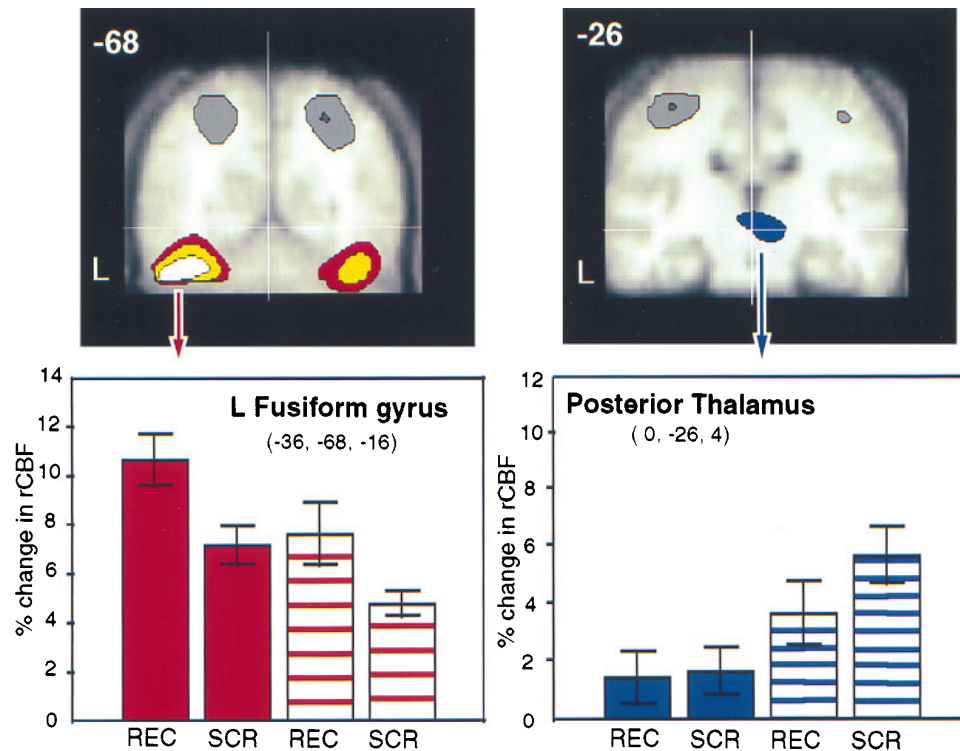 -68
L
-26
L
14
12
10
8
6
4
2
0
% change in rCBF
L Fusiform gyrus
(-36, -68, -16)
REC SCR REC SCR
12
10
8
6
4
2
0
% change in rCBF
Posterior Thalamus
( 0, -26, 4)
REC SCR REC SCR